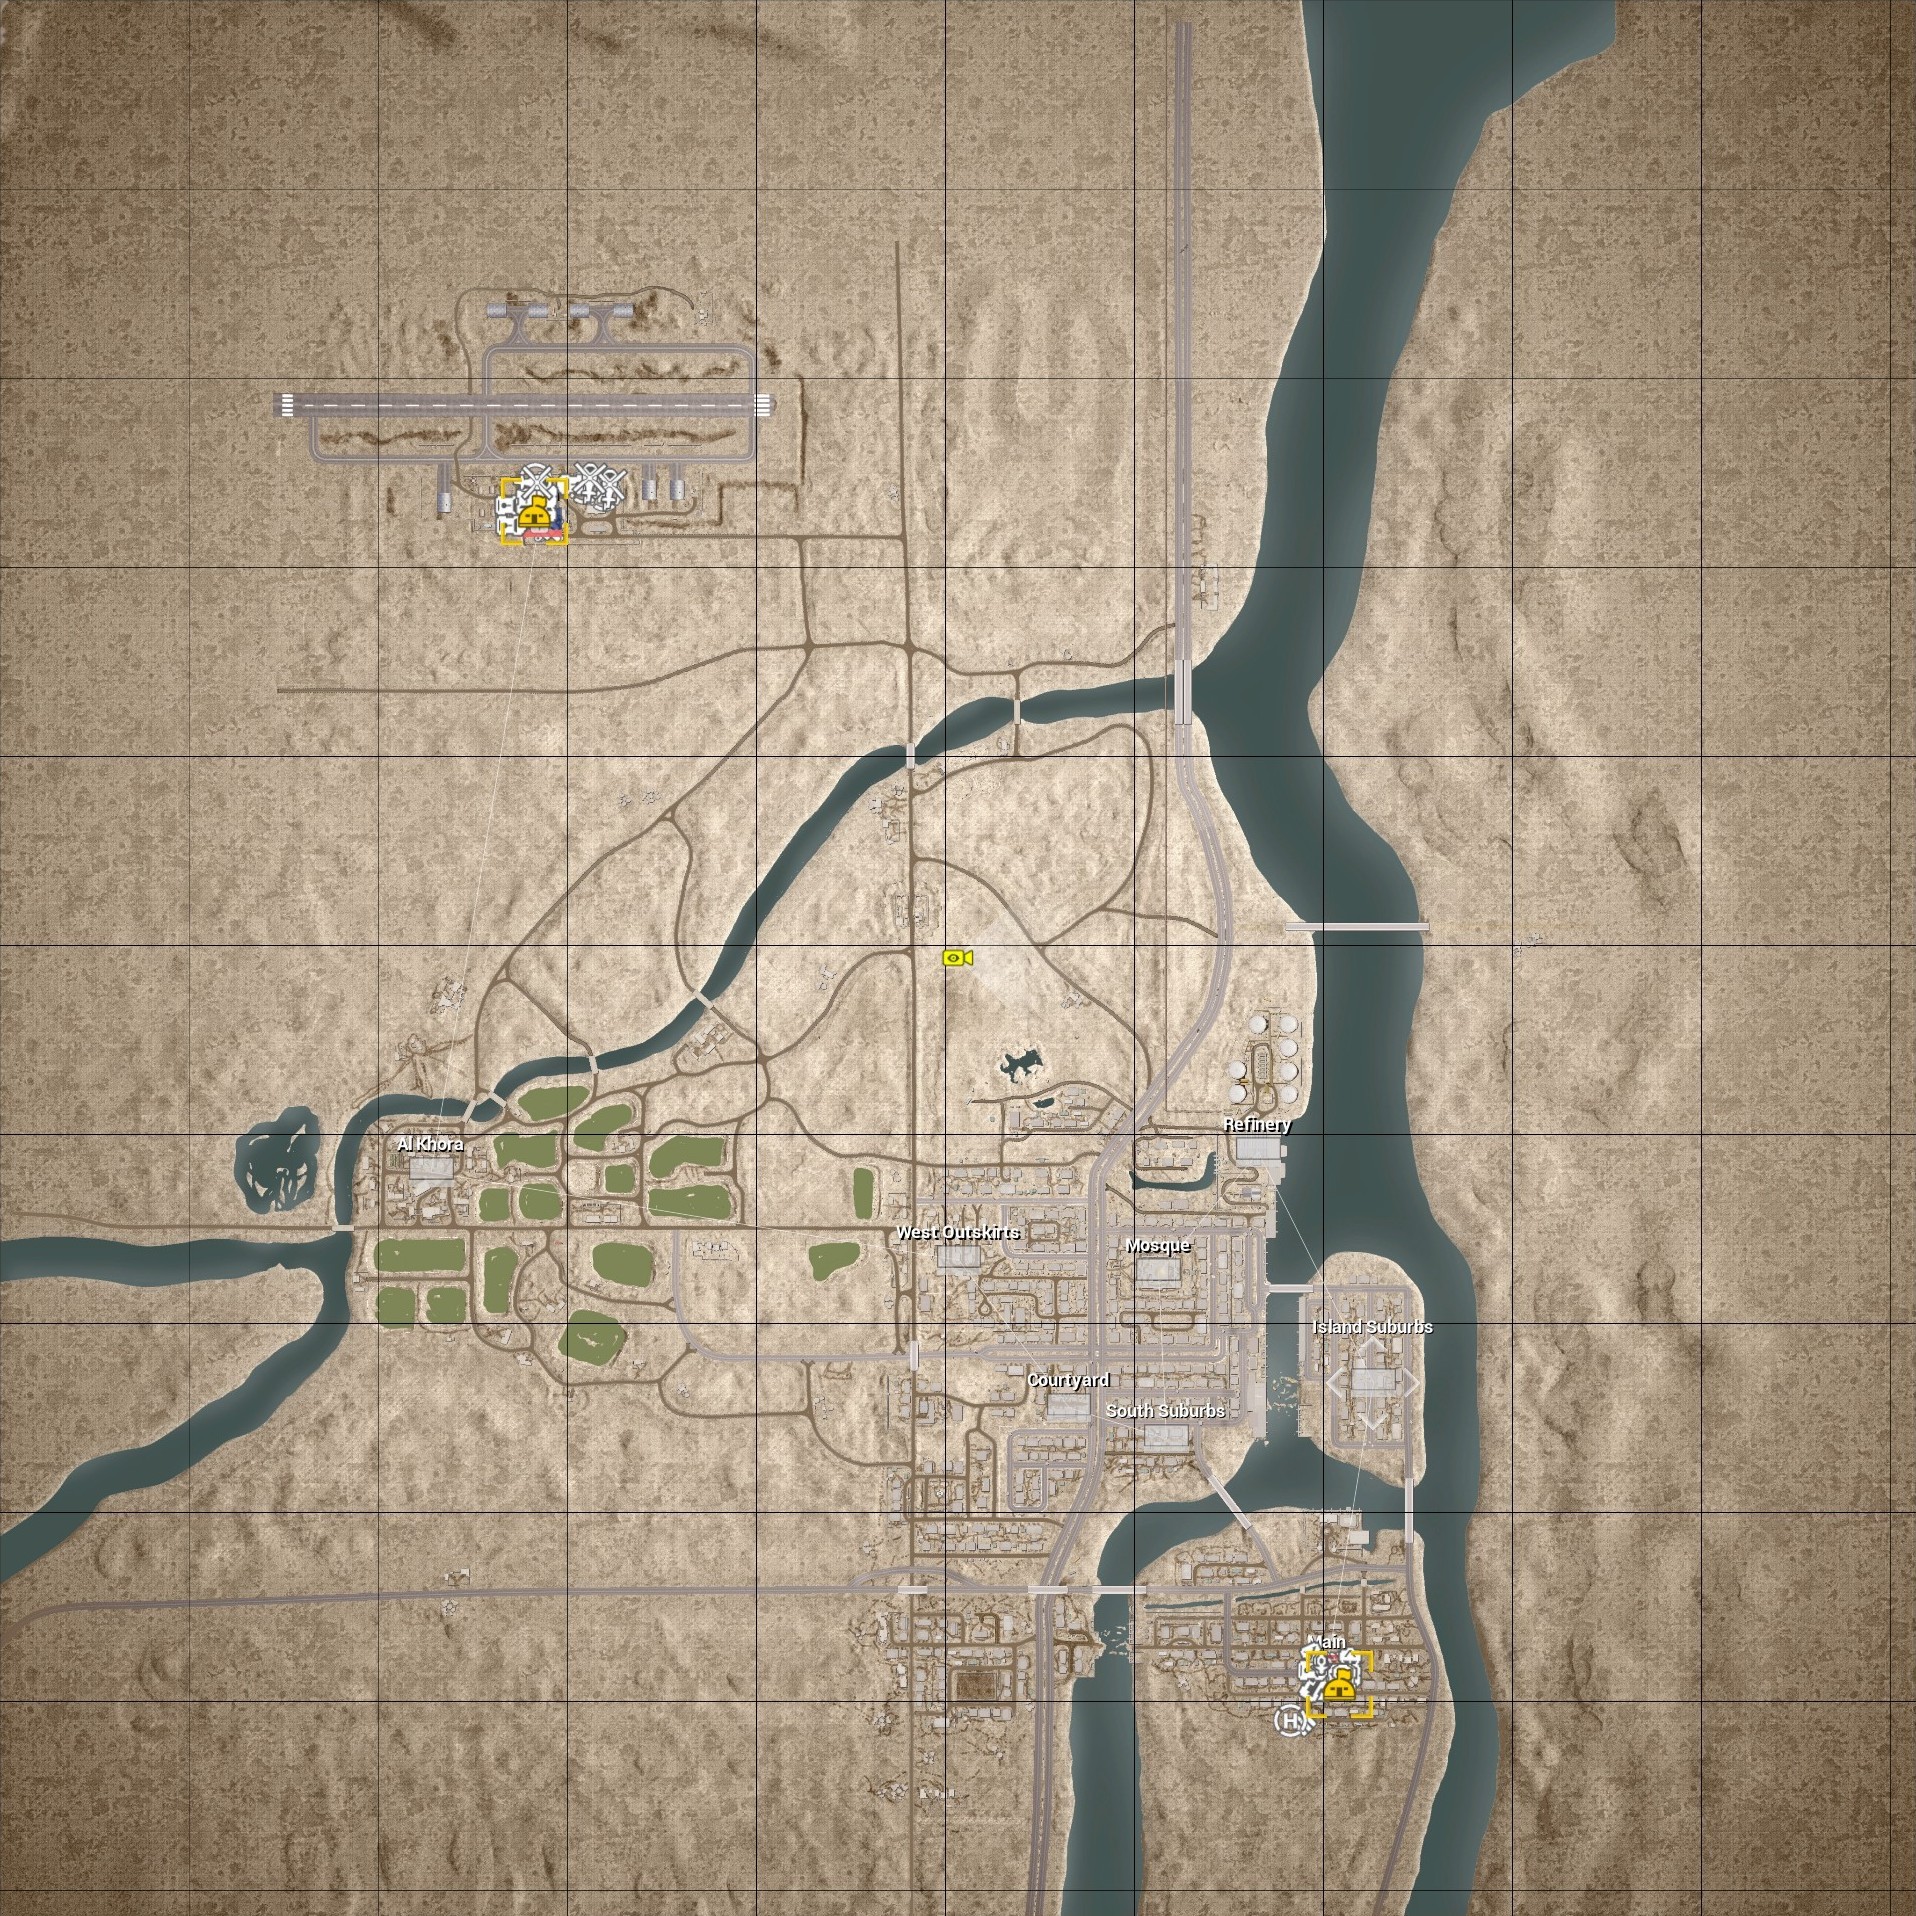 Refinery
Al Khora
West Outskirts
Mosque
Island Suburbs
Courtyard
South Suburbs
Main
H